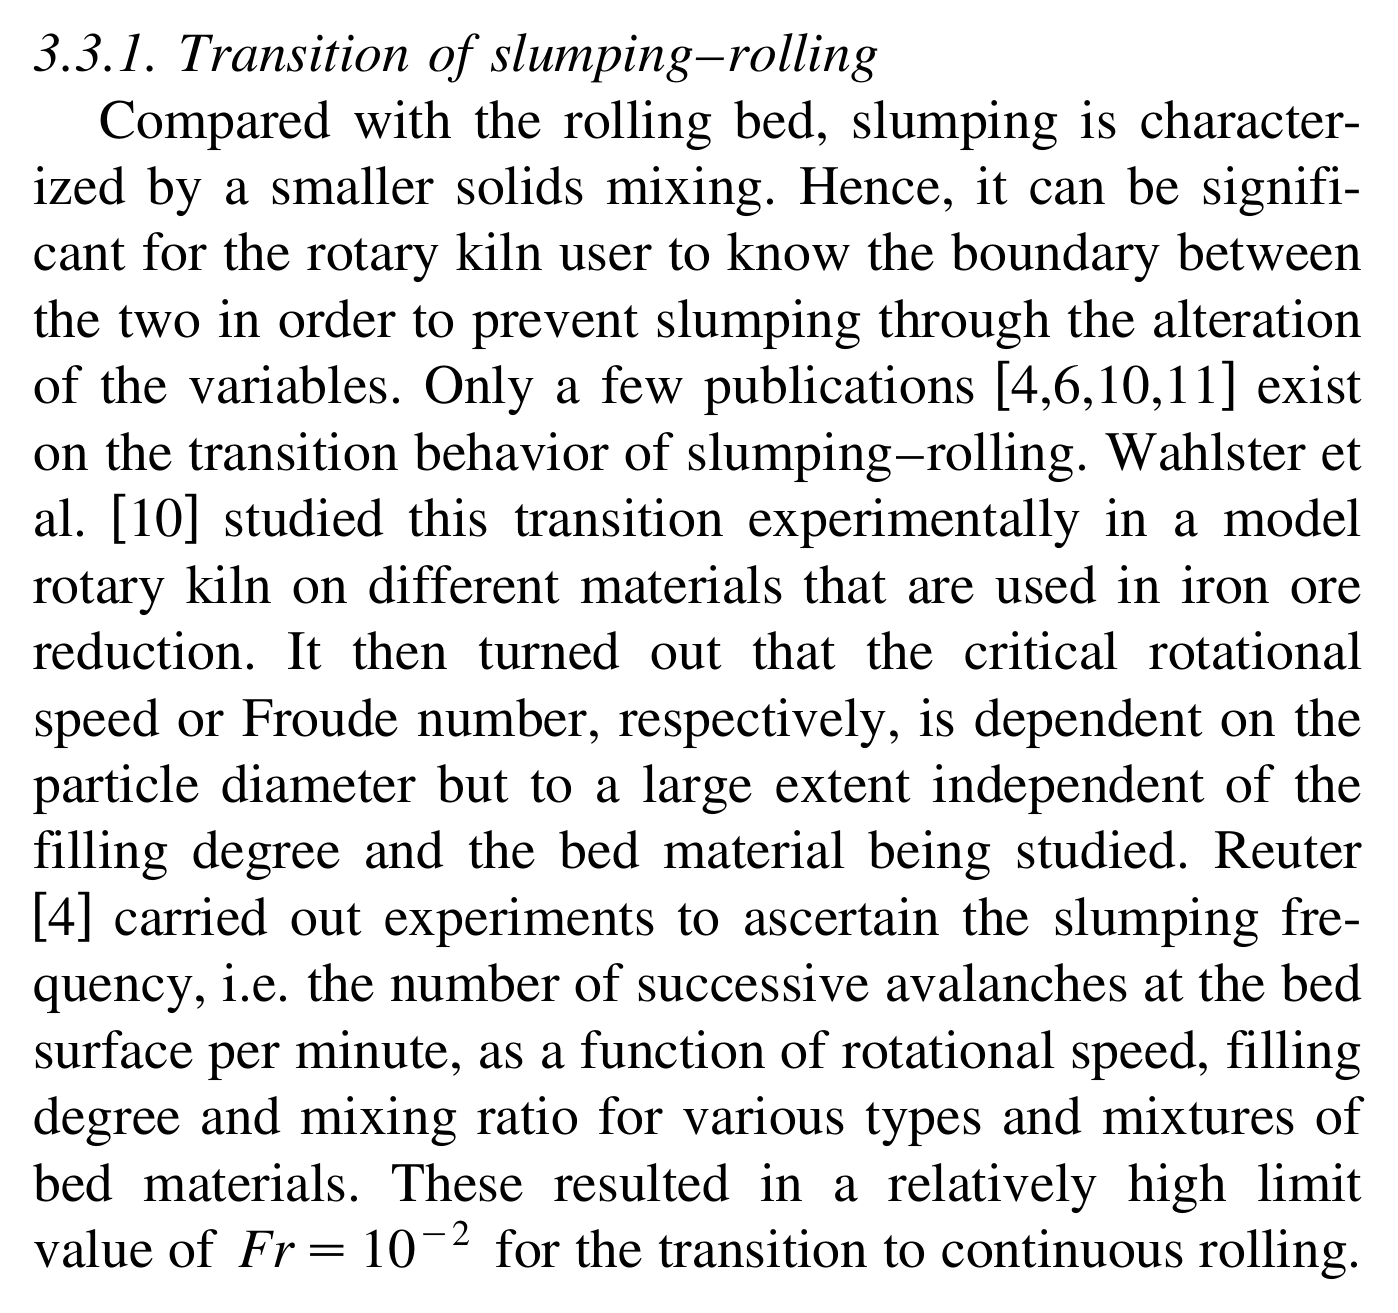 3.3.1. Transition of slumping–rolling
Compared with the rolling bed, slumping is character-
ized by a smaller solids mixing. Hence, it can be signifi-
cant for the rotary kiln user to know the boundary between
the two in order to prevent slumping through the alteration
of the variables. Only a few publications [4,6,10,11] exist
on the transition behavior of slumping–rolling. Wahlster et
al. [10] studied this transition experimentally in a model
rotary kiln on different materials that are used in iron ore
reduction. It then turned out that the critical rotational
speed or Froude number, respectively, is dependent on the
particle diameter but to a large extent independent of the
filling degree and the bed material being studied. Reuter
[4] carried out experiments to ascertain the slumping fre-
quency, i.e. the number of successive avalanches at the bed
surface per minute, as a function of rotational speed, filling
degree and mixing ratio for various types and mixtures of
bed materials. These resulted in a relatively high limit
value of Fr = 10⁻² for the transition to continuous rolling.